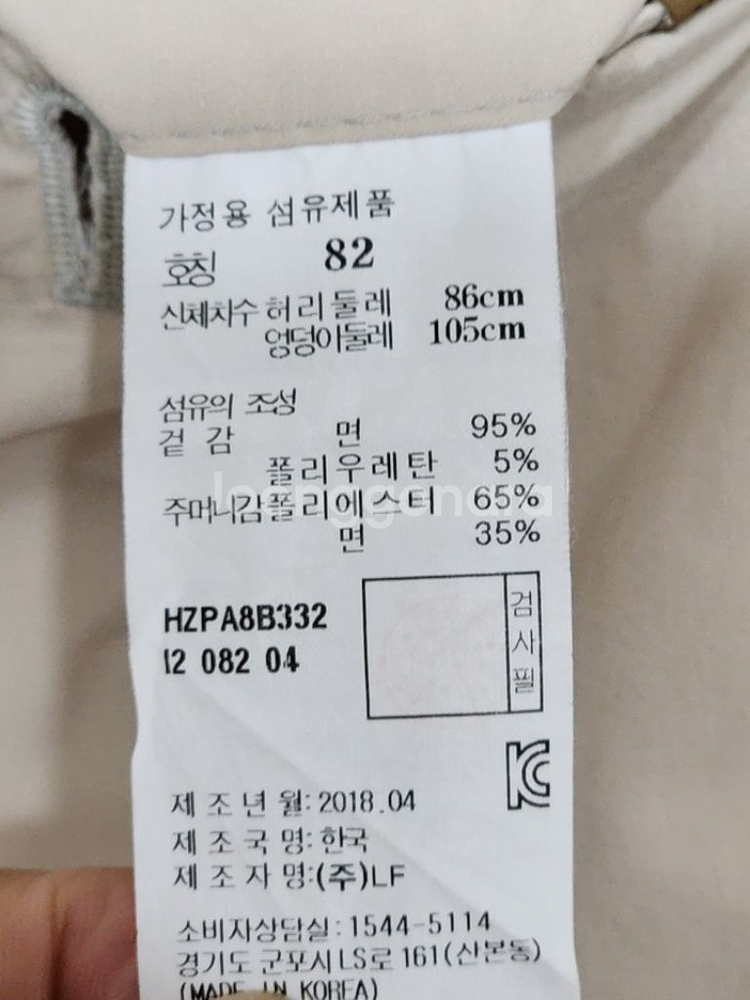 가정용 섬유제품
호칭 82
신체치수 허리둘레 86cm
엉덩이둘레 105cm
섬유의 조성
겉 감 면 95%
폴리우레탄 5%
주머니감 폴리에스터 65%
면 35%
HZPA8B332
I2 082 04
검사필
제조년월: 2018.04
제조국명: 한국
제조자명:(주)LF
소비자상담실: 1544-5114
경기도 군포시 LS로 161(산본동)
(MADE IN KOREA)